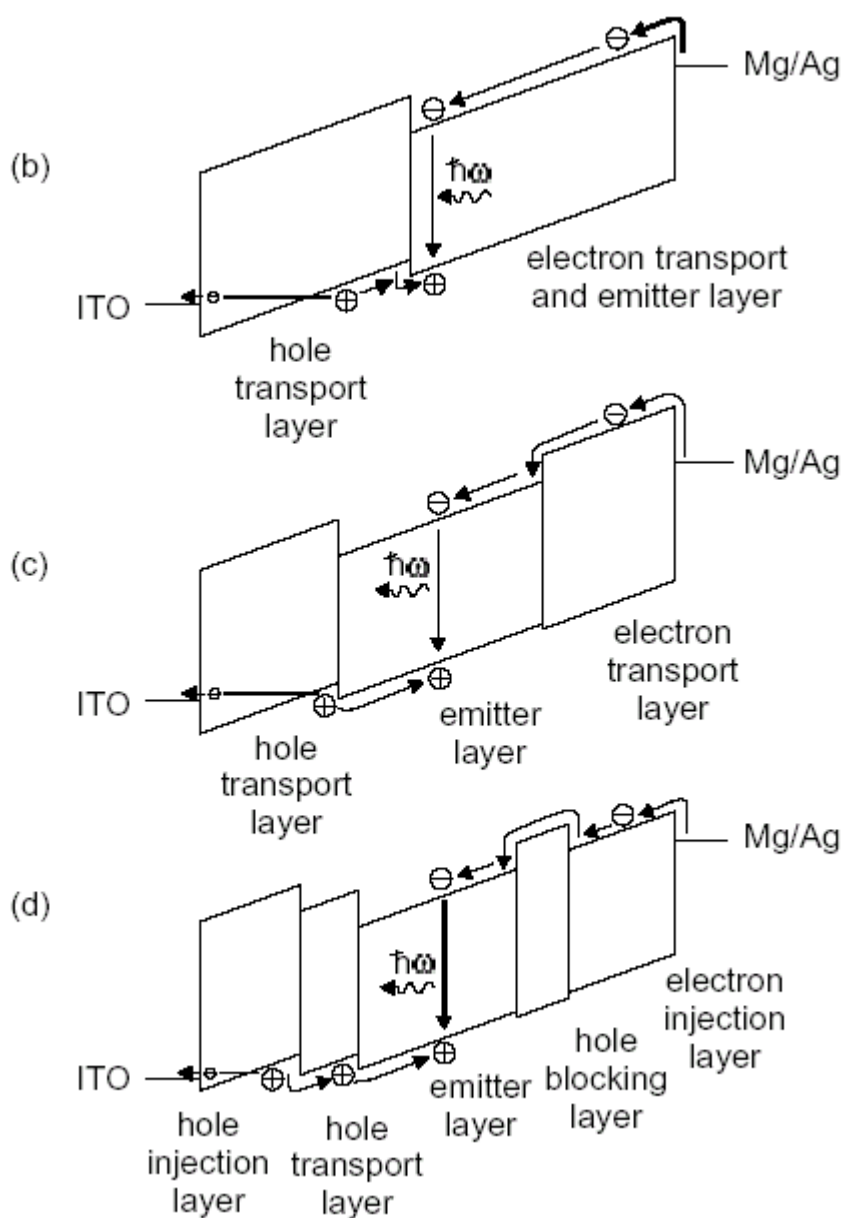 (b)
Mg/Ag
ħω
electron transport
and emitter layer
ITO
hole
transport
layer
(c)
Mg/Ag
ħω
electron
transport
layer
ITO
emitter
layer
hole
transport
layer
(d)
Mg/Ag
ħω
electron
injection
layer
hole
blocking
layer
ITO
emitter
layer
hole
injection
layer
hole
transport
layer